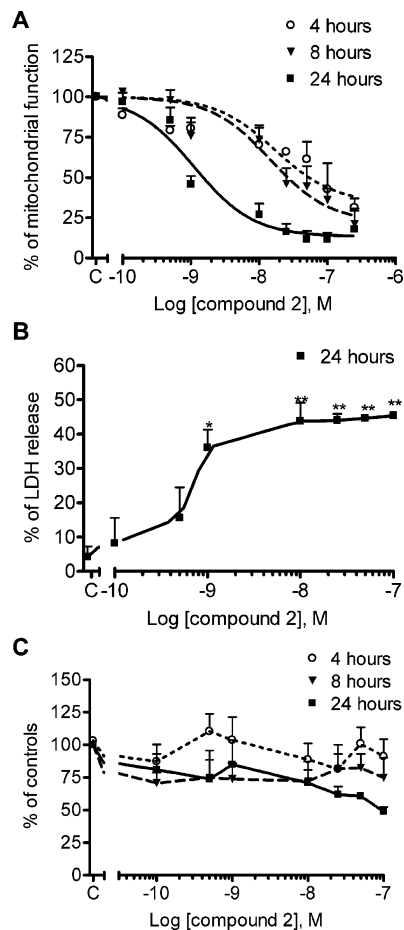 A
4 hours
8 hours
24 hours
% of mitochondrial function
125
100
75
50
25
0
C -10 -9 -8 -7 -6
Log [compound 2], M
B
24 hours
% of LDH release
60
50
40
30
20
10
0
* ** ** ** **
C -10 -9 -8 -7
Log [compound 2], M
C
4 hours
8 hours
24 hours
% of controls
150
125
100
75
50
25
0
C -10 -9 -8 -7
Log [compound 2], M